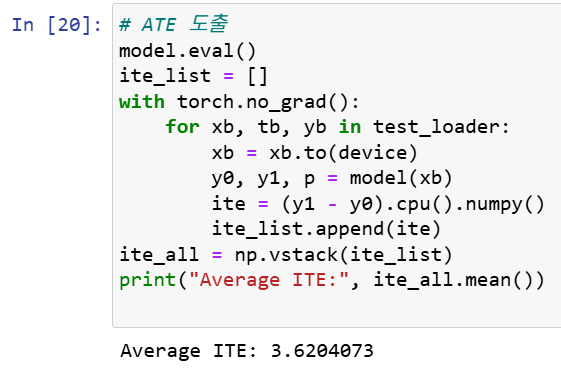 In [20]: # ATE 도출
model.eval()
ite_list = []
with torch.no_grad():
    for xb, tb, yb in test_loader:
        xb = xb.to(device)
        y0, y1, p = model(xb)
        ite = (y1 - y0).cpu().numpy()
        ite_list.append(ite)
ite_all = np.vstack(ite_list)
print("Average ITE:", ite_all.mean())
Average ITE: 3.6204073